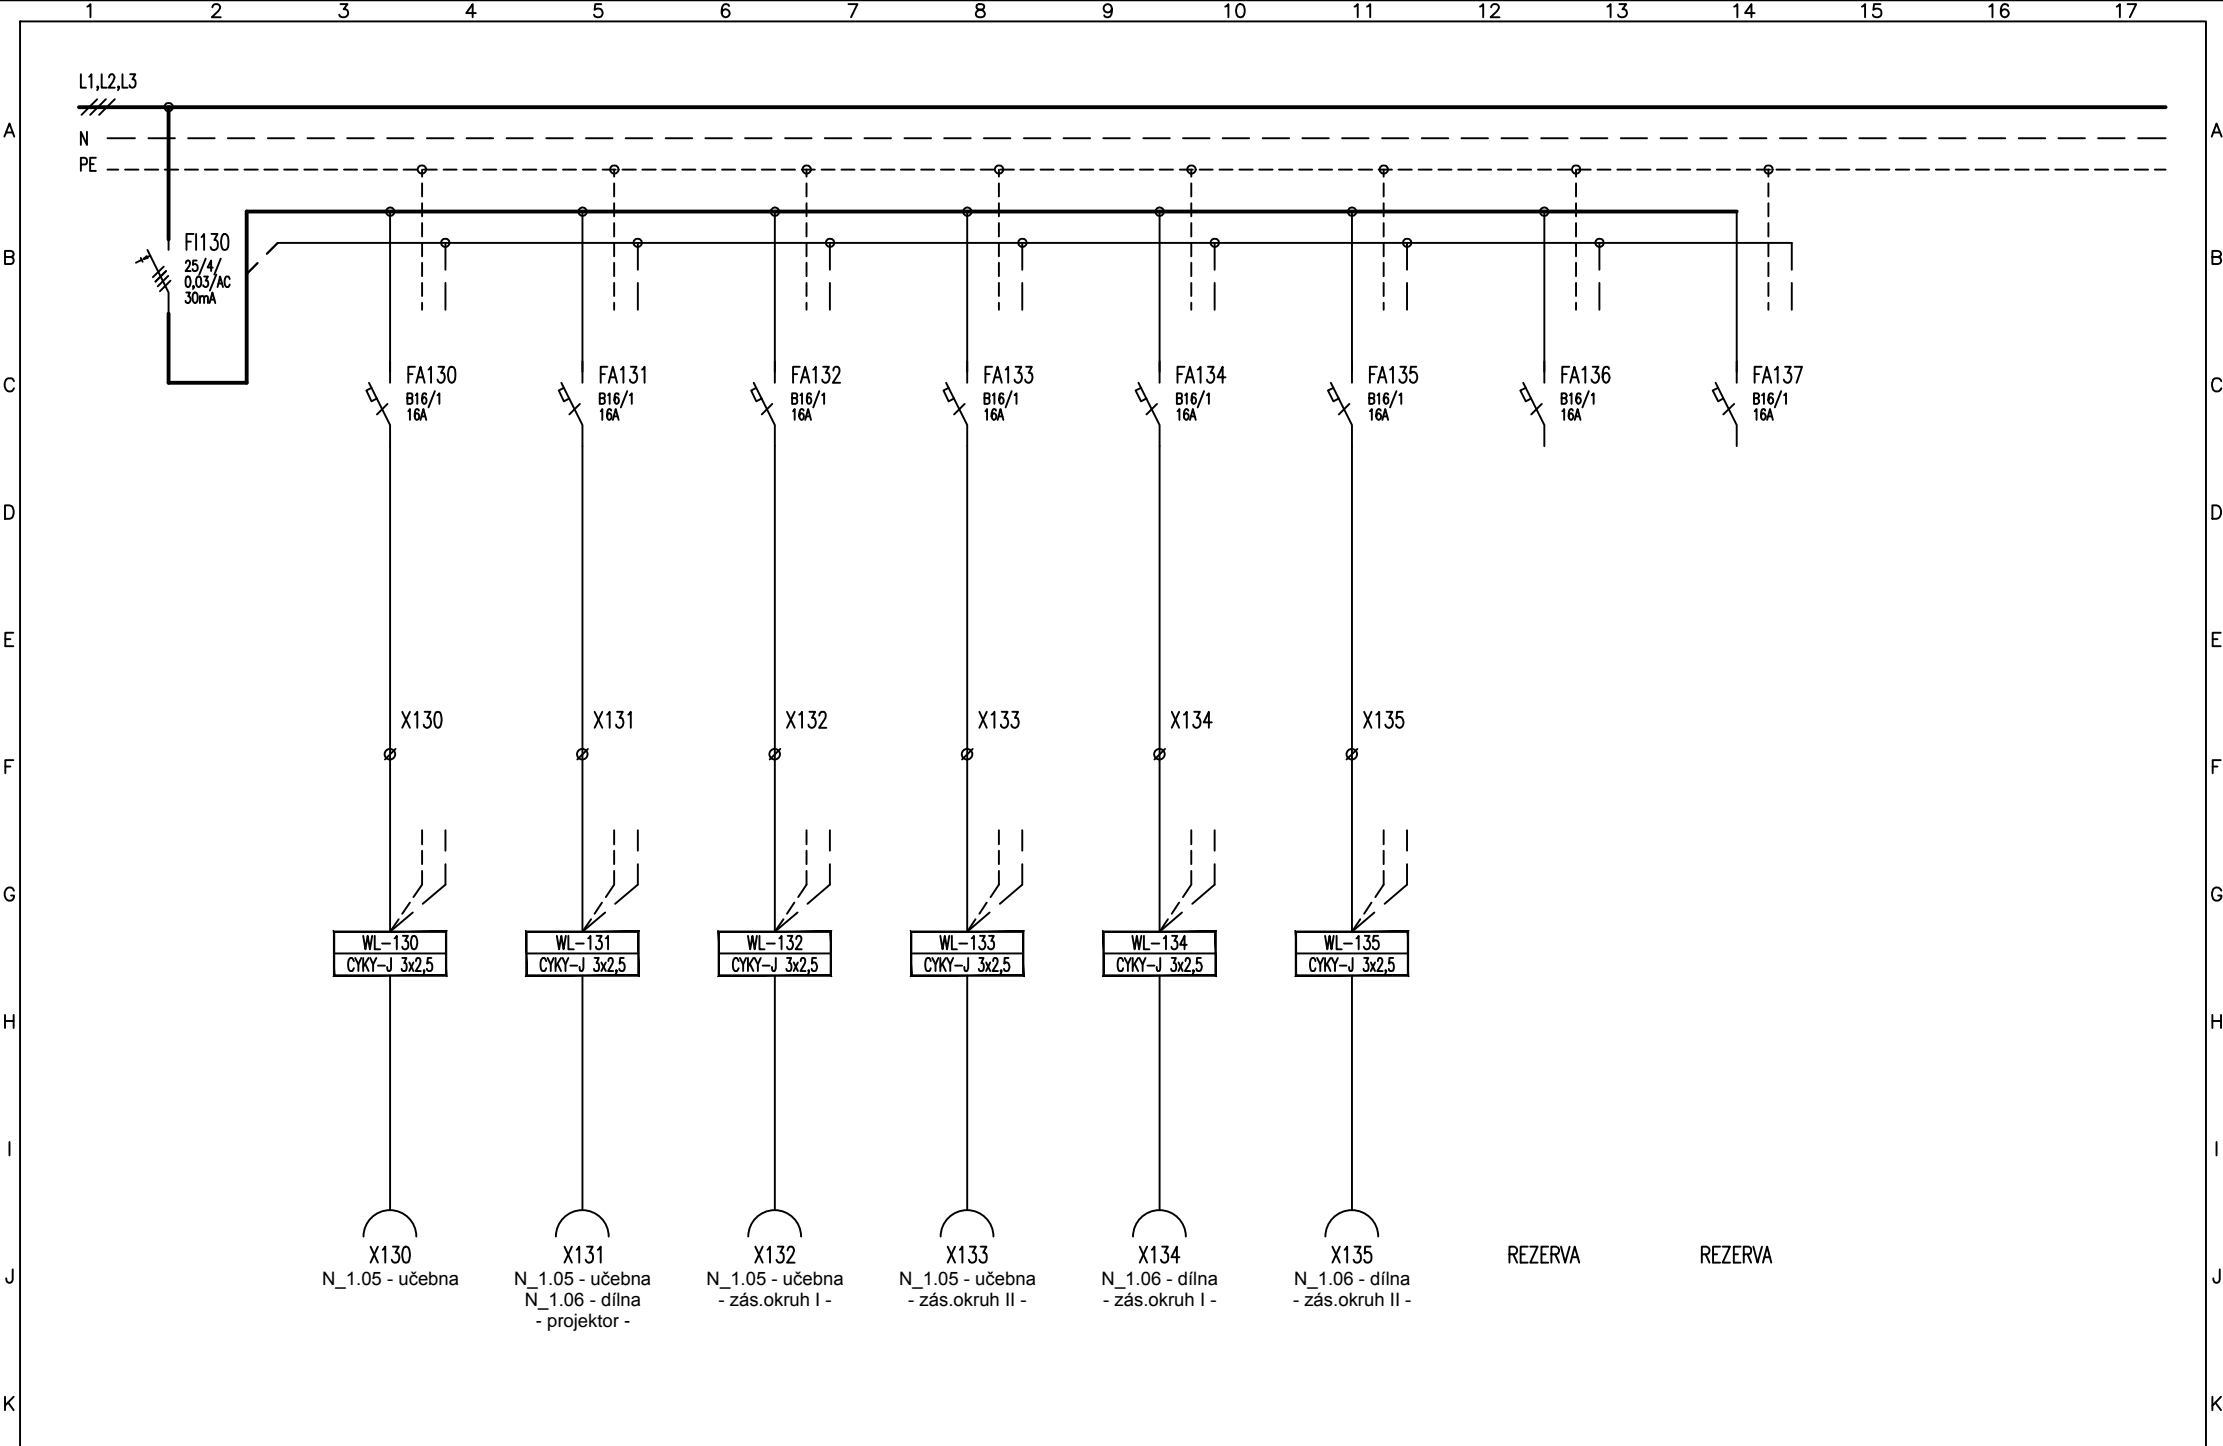 1 2 3 4 5 6 7 8 9 10 11 12 13 14 15 16 17
L1,L2,L3
A A
N
PE
FI130
B B
25/4/
0,03/AC
30mA
FA130 FA131 FA132 FA133 FA134 FA135 FA136 FA137
C C
B16/1 B16/1 B16/1 B16/1 B16/1 B16/1 B16/1 B16/1
16A 16A 16A 16A 16A 16A 16A 16A
D D
E E
X130 X131 X132 X133 X134 X135
F F
G G
WL-130 WL-131 WL-132 WL-133 WL-134 WL-135
CYKY-J 3x2,5 CYKY-J 3x2,5 CYKY-J 3x2,5 CYKY-J 3x2,5 CYKY-J 3x2,5 CYKY-J 3x2,5
H H
I I
X130 X131 X132 X133 X134 X135 REZERVA REZERVA
J J
N_1.05 - učebna N_1.05 - učebna N_1.05 - učebna N_1.05 - učebna N_1.06 - dílna N_1.06 - dílna
N_1.06 - dílna - zás.okruh I - - zás.okruh II - - zás.okruh I - - zás.okruh II -
- projektor -
K K